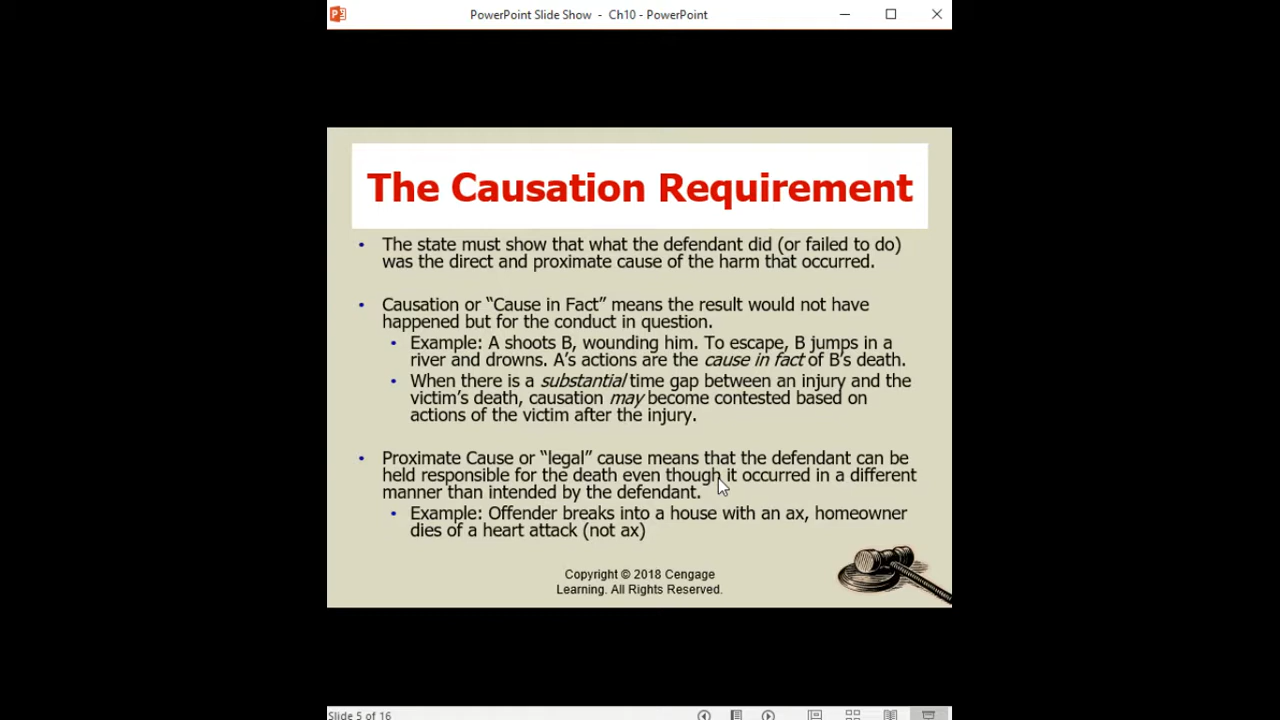 PowerPoint Slide Show - Ch10 - PowerPoint
The Causation Requirement
• The state must show that what the defendant did (or failed to do)
was the direct and proximate cause of the harm that occurred.
• Causation or “Cause in Fact” means the result would not have
happened but for the conduct in question.
• Example: A shoots B, wounding him. To escape, B jumps in a
river and drowns. A’s actions are the cause in fact of B’s death.
• When there is a substantial time gap between an injury and the
victim’s death, causation may become contested based on
actions of the victim after the injury.
• Proximate Cause or “legal” cause means that the defendant can be
held responsible for the death even though it occurred in a different
manner than intended by the defendant.
• Example: Offender breaks into a house with an ax, homeowner
dies of a heart attack (not ax)
Copyright © 2018 Cengage
Learning. All Rights Reserved.
Slide 5 of 16